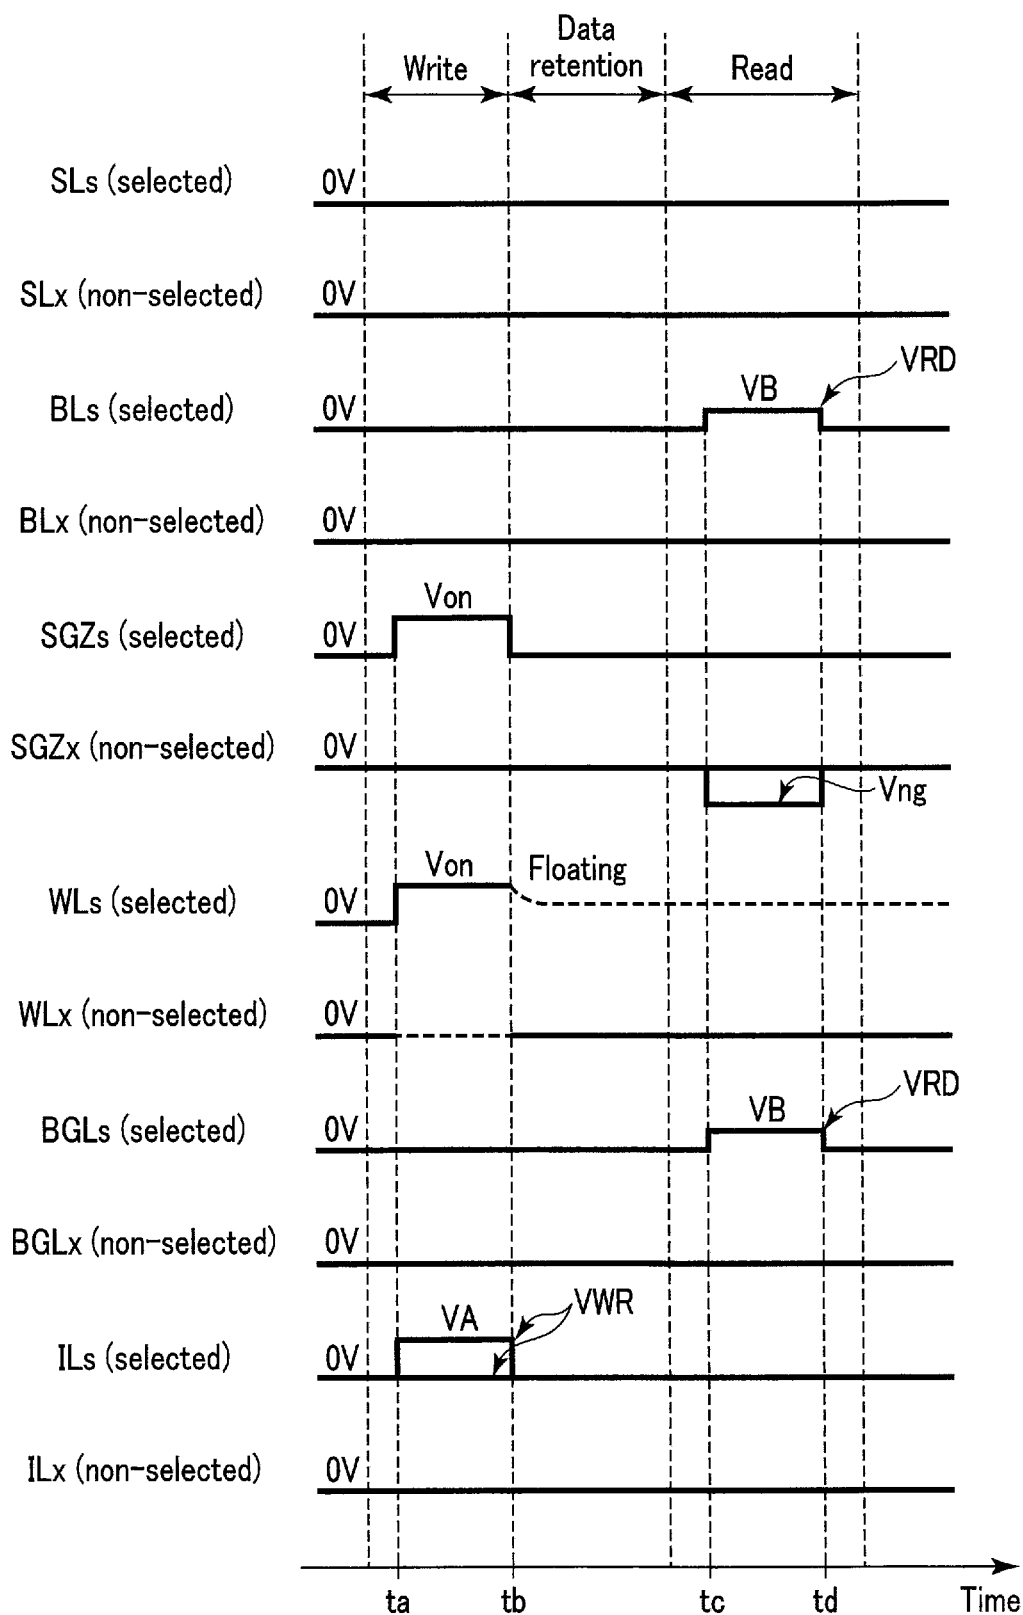 Data
Write retention Read
SLs (selected) 0V
SLx (non-selected) 0V
VRD
BLs (selected) 0V VB
BLx (non-selected) 0V
Von
SGZs (selected) 0V
SGZx (non-selected) 0V
Vng
Von Floating
WLs (selected) 0V
WLx (non-selected) 0V
VRD
BGLs (selected) 0V VB
BGLx (non-selected) 0V
VA VWR
ILs (selected) 0V
ILx (non-selected) 0V
ta tb tc td Time